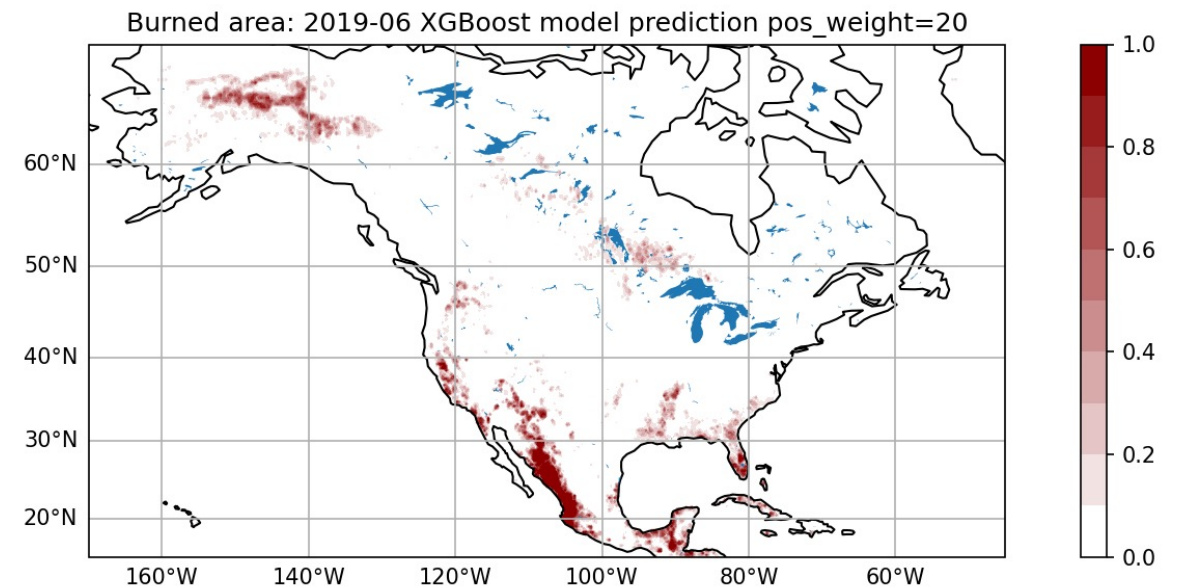 Burned area: 2019-06 XGBoost model prediction pos_weight=20
60°N
50°N
40°N
30°N
20°N
160°W 140°W 120°W 100°W 80°W 60°W
1.0
0.8
0.6
0.4
0.2
0.0